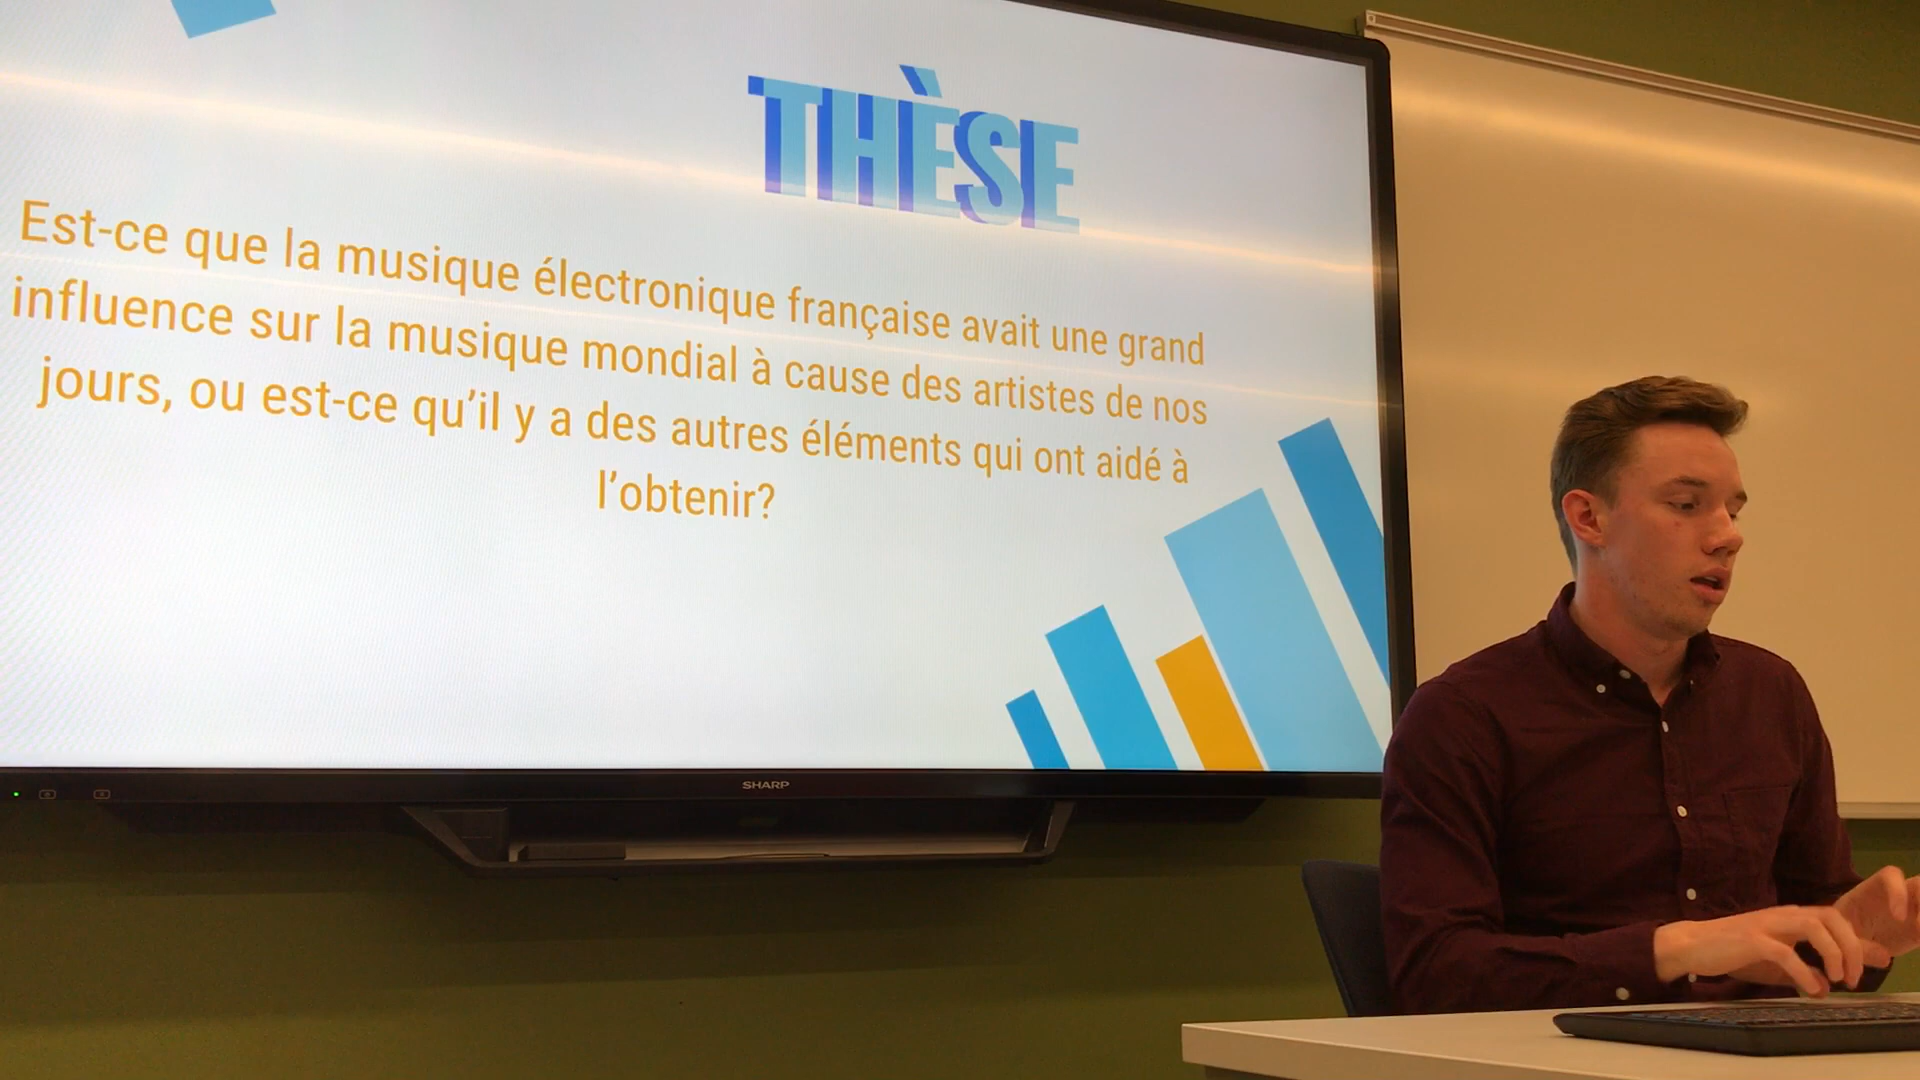 THÈSE
Est-ce que la musique électronique française avait une grand
influence sur la musique mondial à cause des artistes de nos
jours, ou est-ce qu’il y a des autres éléments qui ont aidé à
l’obtenir?
SHARP